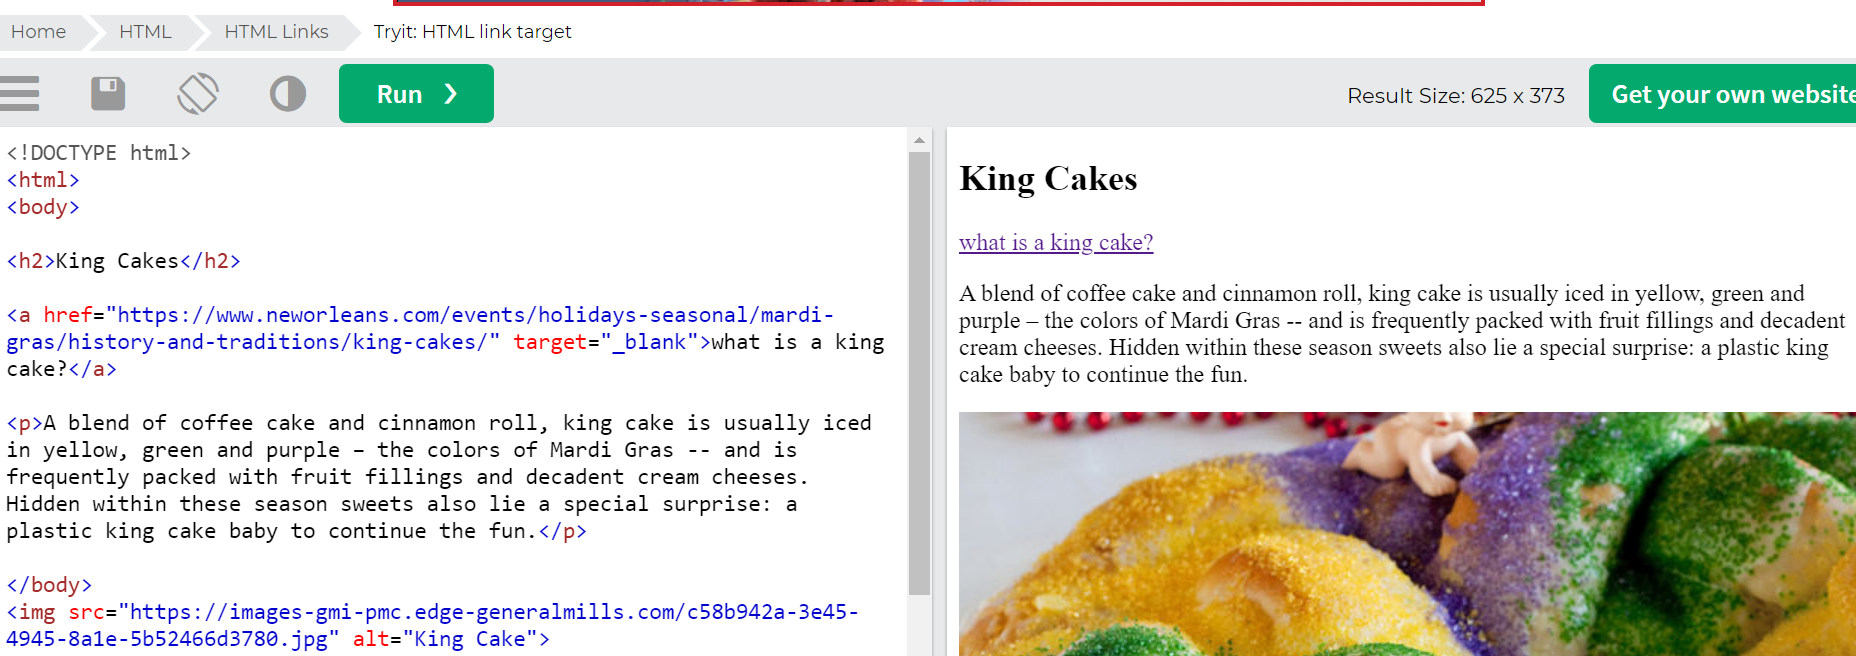 Home HTML HTML Links Tryit: HTML link target
Run ❯ Result Size: 625 x 373 Get your own website
<!DOCTYPE html>
<html>
<body>
<h2>King Cakes</h2>
<a href="https://www.neworleans.com/events/holidays-seasonal/mardi-
gras/history-and-traditions/king-cakes/" target="_blank">what is a king
cake?</a>
<p>A blend of coffee cake and cinnamon roll, king cake is usually iced
in yellow, green and purple – the colors of Mardi Gras -- and is
frequently packed with fruit fillings and decadent cream cheeses.
Hidden within these season sweets also lie a special surprise: a
plastic king cake baby to continue the fun.</p>
</body>
<img src="https://images-gmi-pmc.edge-generalmills.com/c58b942a-3e45-
4945-8a1e-5b52466d3780.jpg" alt="King Cake">
King Cakes
what is a king cake?
A blend of coffee cake and cinnamon roll, king cake is usually iced in yellow, green and
purple – the colors of Mardi Gras -- and is frequently packed with fruit fillings and decadent
cream cheeses. Hidden within these season sweets also lie a special surprise: a plastic king
cake baby to continue the fun.